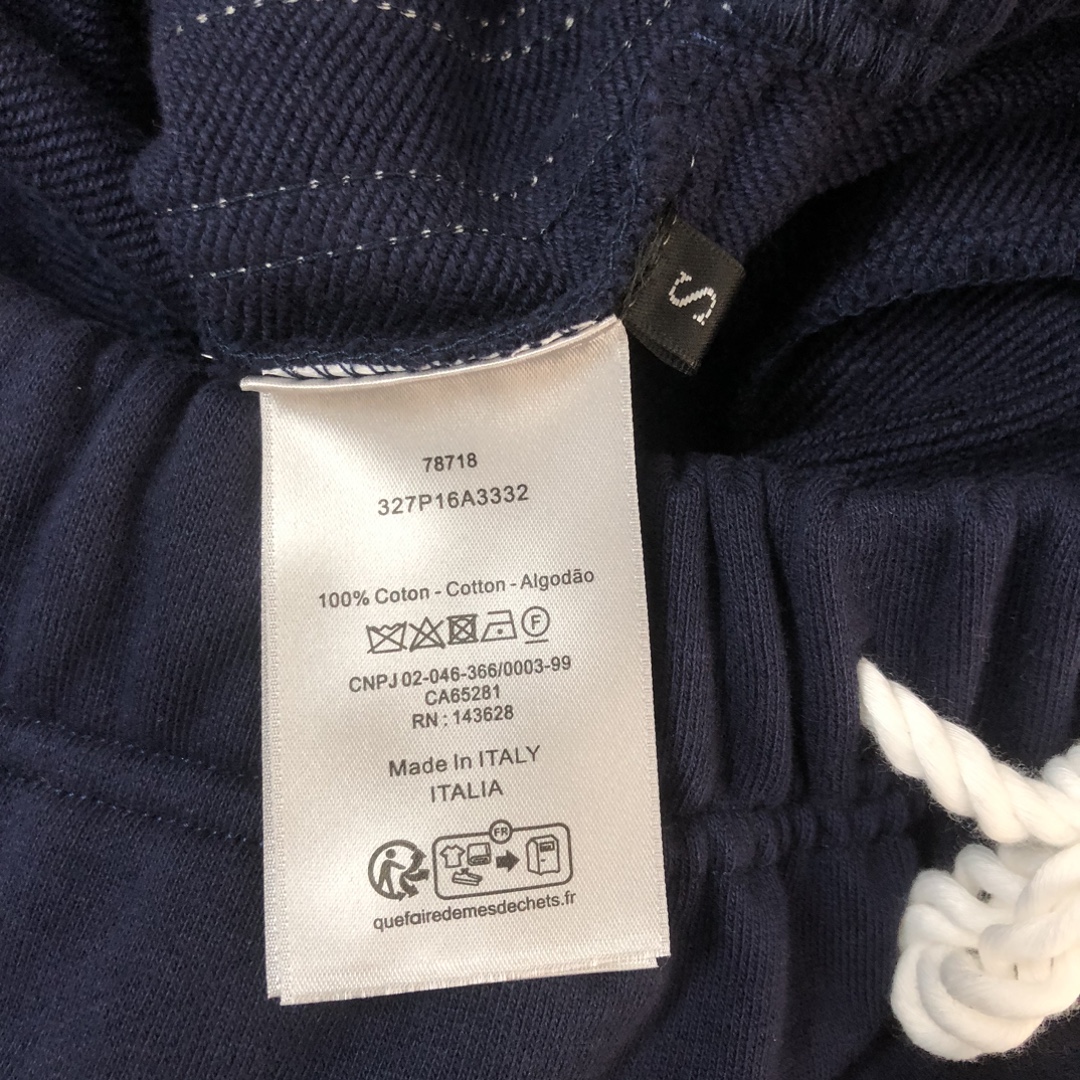 S
78718
327P16A3332
100% Coton - Cotton - Algodão
F
CNPJ 02-046-366/0003-99
CA65281
RN : 143628
Made In ITALY
ITALIA
FR
quefairedemesdechets.fr